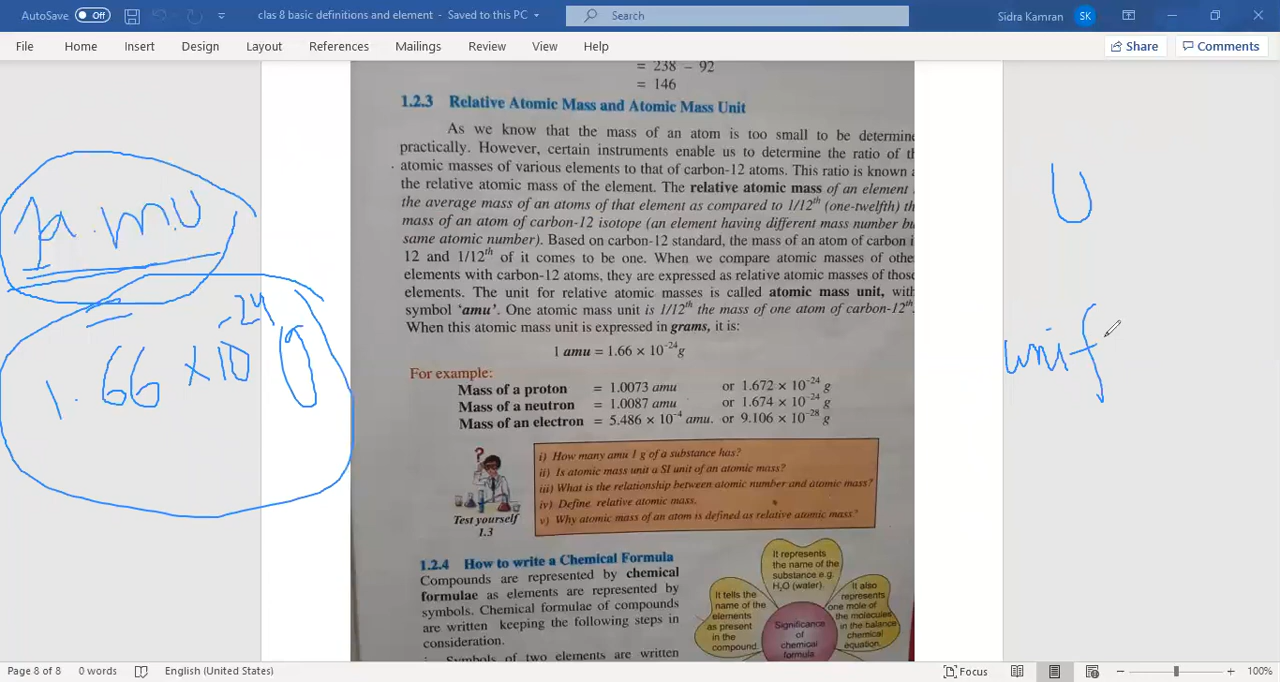 AutoSave Off clas 8 basic definitions and element - Saved to this PC Search Sidra Kamran SK
File Home Insert Design Layout References Mailings Review View Help Share Comments
= 238 - 92
= 146
1.2.3 Relative Atomic Mass and Atomic Mass Unit
As we know that the mass of an atom is too small to be determine
practically. However, certain instruments enable us to determine the ratio of th
atomic masses of various elements to that of carbon-12 atoms. This ratio is known a
the relative atomic mass of the element. The relative atomic mass of an element
the average mass of an atoms of that element as compared to 1/12th (one-twelfth) th
mass of an atom of carbon-12 isotope (an element having different mass number bu
same atomic number). Based on carbon-12 standard, the mass of an atom of carbon i
12 and 1/12th of it comes to be one. When we compare atomic masses of othe
elements with carbon-12 atoms, they are expressed as relative atomic masses of those
elements. The unit for relative atomic masses is called atomic mass unit, with
symbol 'amu'. One atomic mass unit is 1/12th the mass of one atom of carbon-12th.
When this atomic mass unit is expressed in grams, it is:
1 amu = 1.66 × 10⁻²⁴g
For example:
Mass of a proton = 1.0073 amu or 1.672 × 10⁻²⁴ g
Mass of a neutron = 1.0087 amu or 1.674 × 10⁻²⁴ g
Mass of an electron = 5.486 × 10⁻⁴ amu. or 9.106 × 10⁻²⁸ g
i) How many amu 1 g of a substance has?
ii) Is atomic mass unit a SI unit of an atomic mass?
iii) What is the relationship between atomic number and atomic mass?
iv) Define relative atomic mass.
v) Why atomic mass of an atom is defined as relative atomic mass?
Test yourself
1.3
1.2.4 How to write a Chemical Formula
Compounds are represented by chemical
formulae as elements are represented by
symbols. Chemical formulae of compounds
are written keeping the following steps in
consideration.
i. Symbols of two elements are written
It represents
the name of the
substance e.g.
H₂O (water).
It tells the
name of the
elements
as present
in the
compound.
Significance
of
chemical
formula
It also
represents
one mole of
the molecules
in the balance
chemical
equation.
a.m.u
1.66 ×10⁻²⁴ g
U
unif
Page 8 of 8 0 words English (United States) Focus 100%